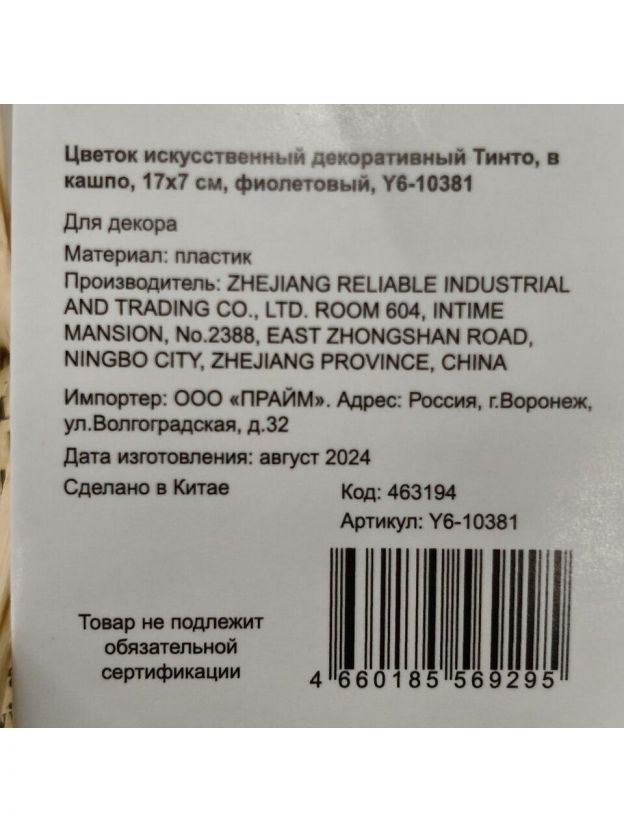 Цветок искусственный декоративный Тинто, в
кашпо, 17х7 см, фиолетовый, Y6-10381
Для декора
Материал: пластик
Производитель: ZHEJIANG RELIABLE INDUSTRIAL
AND TRADING CO., LTD. ROOM 604, INTIME
MANSION, No.2388, EAST ZHONGSHAN ROAD,
NINGBO CITY, ZHEJIANG PROVINCE, CHINA
Импортер: ООО «ПРАЙМ». Адрес: Россия, г.Воронеж,
ул.Волгоградская, д.32
Дата изготовления: август 2024
Сделано в Китае
Код: 463194
Артикул: Y6-10381
Товар не подлежит
обязательной
сертификации
4 660185 569295